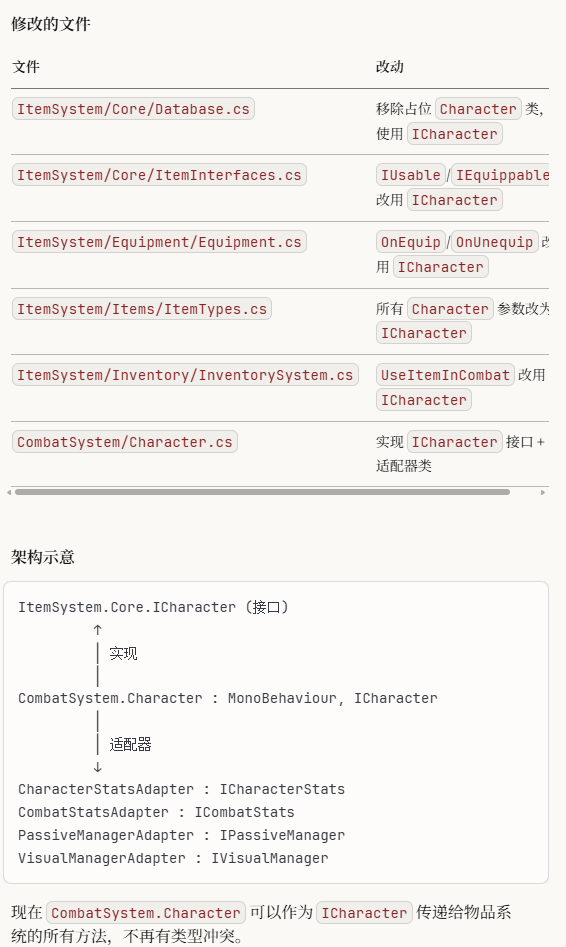 修改的文件
文件 改动
ItemSystem/Core/Database.cs 移除占位 Character 类,
使用 ICharacter
ItemSystem/Core/ItemInterfaces.cs IUsable/IEquippable
改用 ICharacter
ItemSystem/Equipment/Equipment.cs OnEquip/OnUnequip 改
用 ICharacter
ItemSystem/Items/ItemTypes.cs 所有 Character 参数改为
ICharacter
ItemSystem/Inventory/InventorySystem.cs UseItemInCombat 改用
ICharacter
CombatSystem/Character.cs 实现 ICharacter 接口 +
适配器类
架构示意
ItemSystem.Core.ICharacter (接口)
↑
│ 实现
│
CombatSystem.Character : MonoBehaviour, ICharacter
│
│ 适配器
↓
CharacterStatsAdapter : ICharacterStats
CombatStatsAdapter : ICombatStats
PassiveManagerAdapter : IPassiveManager
VisualManagerAdapter : IVisualManager
现在 CombatSystem.Character 可以作为 ICharacter 传递给物品系
统的所有方法，不再有类型冲突。